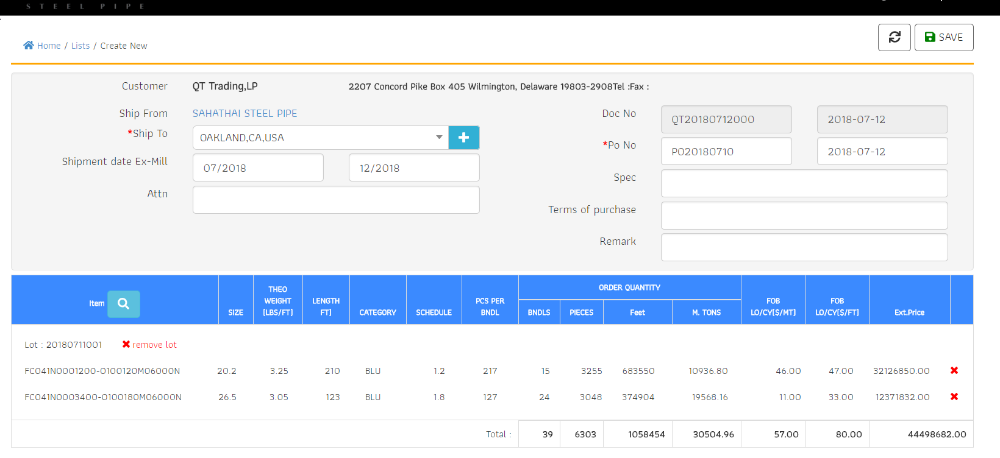 STEEL PIPE
Home / Lists / Create New
SAVE
Customer QT Trading,LP 2207 Concord Pike Box 405 Wilmington, Delaware 19803-2908Tel :Fax :
Ship From SAHATHAI STEEL PIPE
*Ship To OAKLAND,CA,USA
Shipment date Ex-Mill 07/2018 12/2018
Attn
Doc No QT20180712000 2018-07-12
*Po No PO20180710 2018-07-12
Spec
Terms of purchase
Remark
Item SIZE THEO WEIGHT [LBS/FT] LENGTH FT] CATEGORY SCHEDULE PCS PER BNDL ORDER QUANTITY FOB LO/CY[$/MT] FOB LO/CY[$/FT] Ext.Price
BNDLS PIECES Feet M. TONS
Lot : 20180711001 remove lot
FC041N0001200-0100120M06000N 20.2 3.25 210 BLU 1.2 217 15 3255 683550 10936.80 46.00 47.00 32126850.00
FC041N0003400-0100180M06000N 26.5 3.05 123 BLU 1.8 127 24 3048 374904 19568.16 11.00 33.00 12371832.00
Total : 39 6303 1058454 30504.96 57.00 80.00 44498682.00